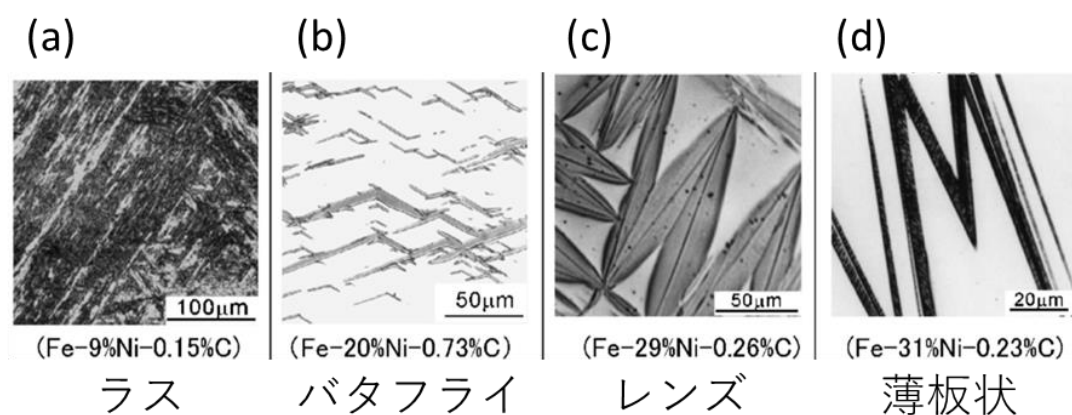 (a) (b) (c) (d)
100μm 50μm 50μm 20μm
(Fe-9%Ni-0.15%C) (Fe-20%Ni-0.73%C) (Fe-29%Ni-0.26%C) (Fe-31%Ni-0.23%C)
ラス バタフライ レンズ 薄板状